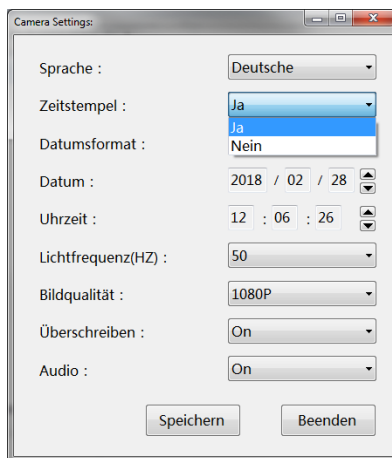 Camera Settings:
Sprache : Deutsche
Zeitstempel : Ja
Ja
Nein
Datumsformat :
Datum : 2018 / 02 / 28
Uhrzeit : 12 : 06 : 26
Lichtfrequenz(HZ) : 50
Bildqualität : 1080P
Überschreiben : On
Audio : On
Speichern Beenden